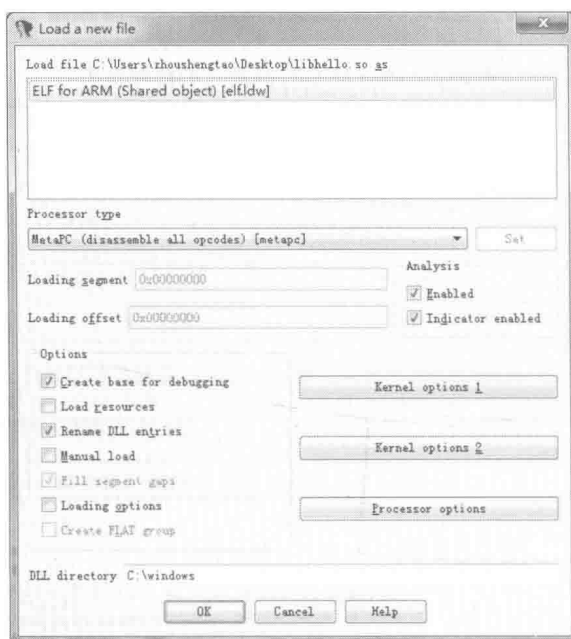 Load a new file
Load file C:\Users\zhoushengtao\Desktop\libhello.so as
ELF for ARM (Shared object) [elf.ldw]
Processor type
MetaPC (disassemble all opcodes) [metapc]
Set
Loading segment 0x00000000
Loading offset 0x00000000
Analysis
Enabled
Indicator enabled
Options
Create base for debugging
Load resources
Rename DLL entries
Manual load
Fill segment gaps
Loading options
Create FLAT group
Kernel options 1
Kernel options 2
Processor options
DLL directory C:\windows
OK
Cancel
Help